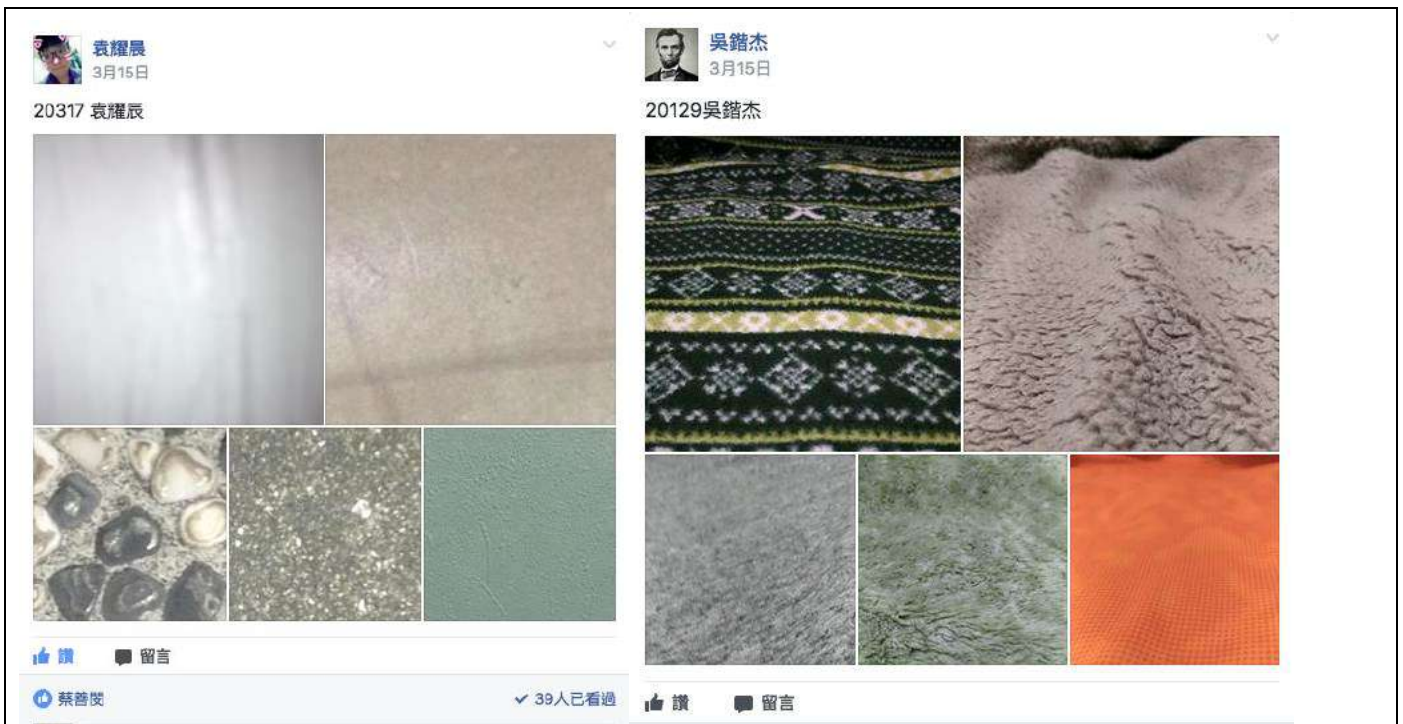 袁耀晨
3月15日
20317 袁耀辰
讚 留言
蔡善閔
39人已看過
吳鍇杰
3月15日
20129吳鍇杰
讚 留言